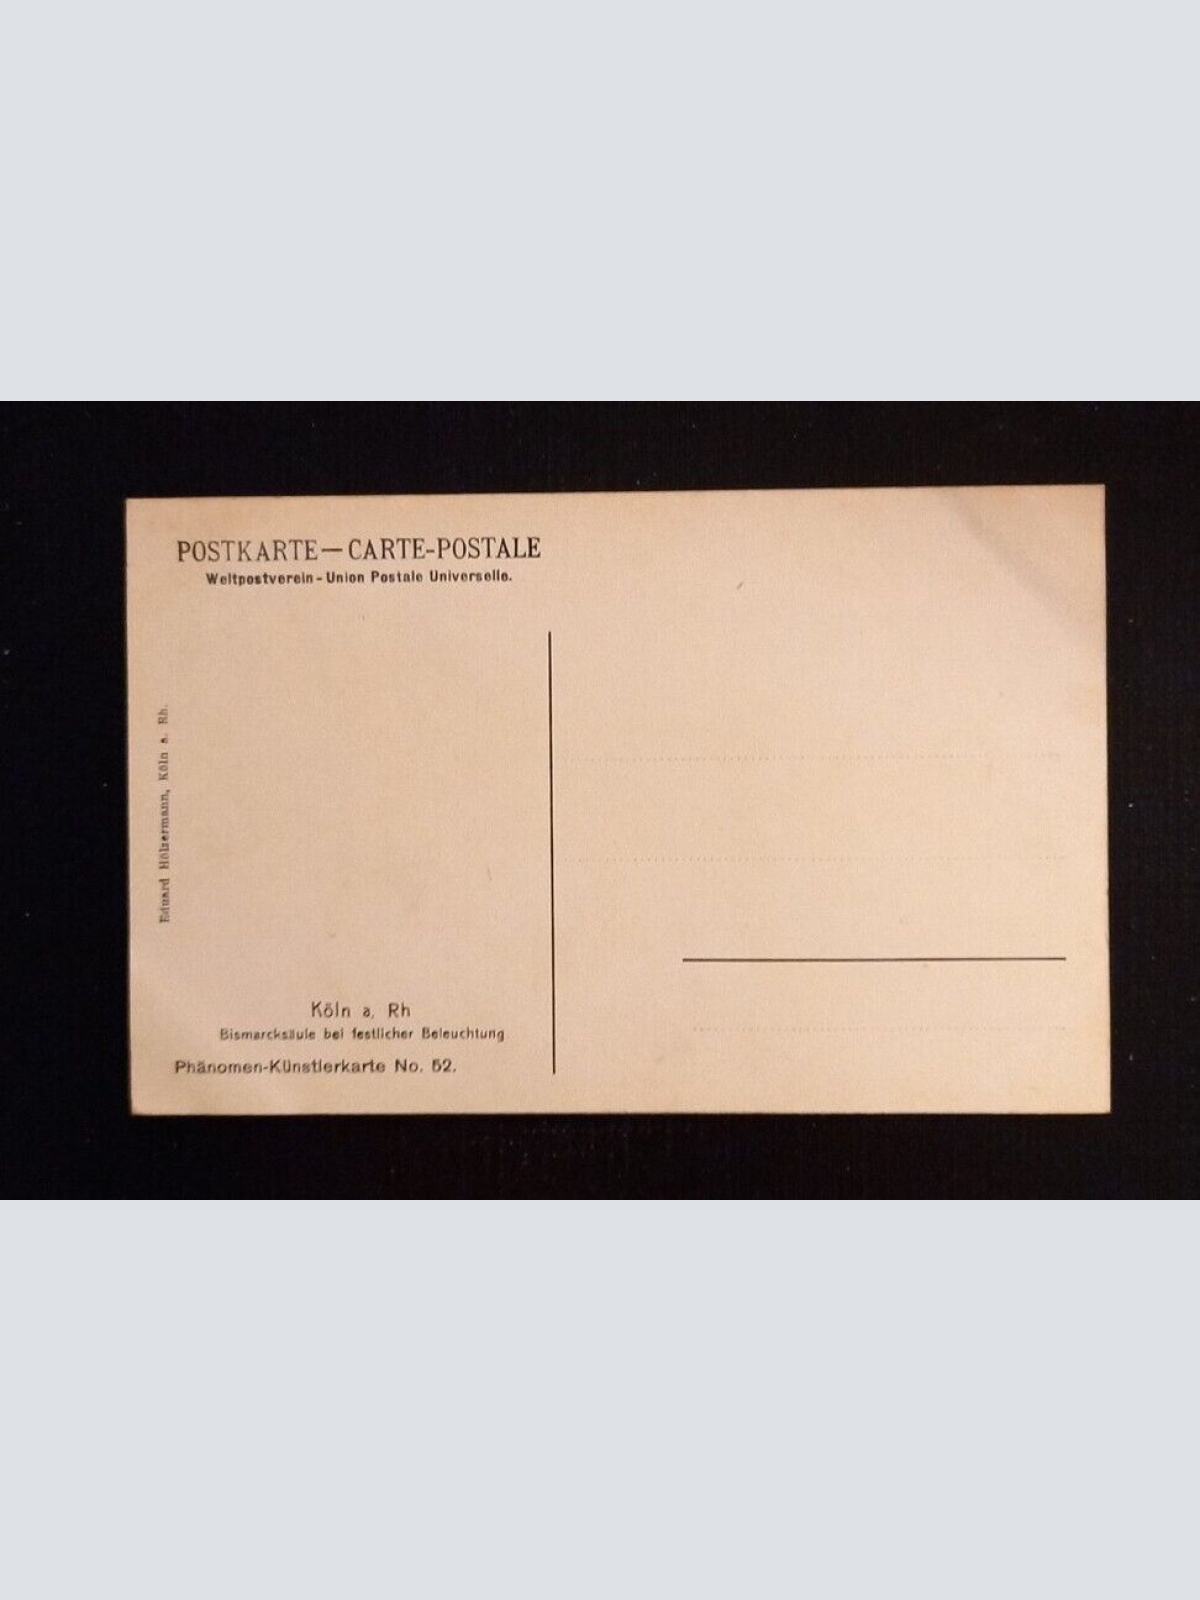 POSTKARTE — CARTE-POSTALE
Weltpostverein - Union Postale Universelle.
Eduard Hölzermann, Köln a. Rh.
Köln a. Rh
Bismarcksäule bei festlicher Beleuchtung
Phänomen-Künstlerkarte No. 52.